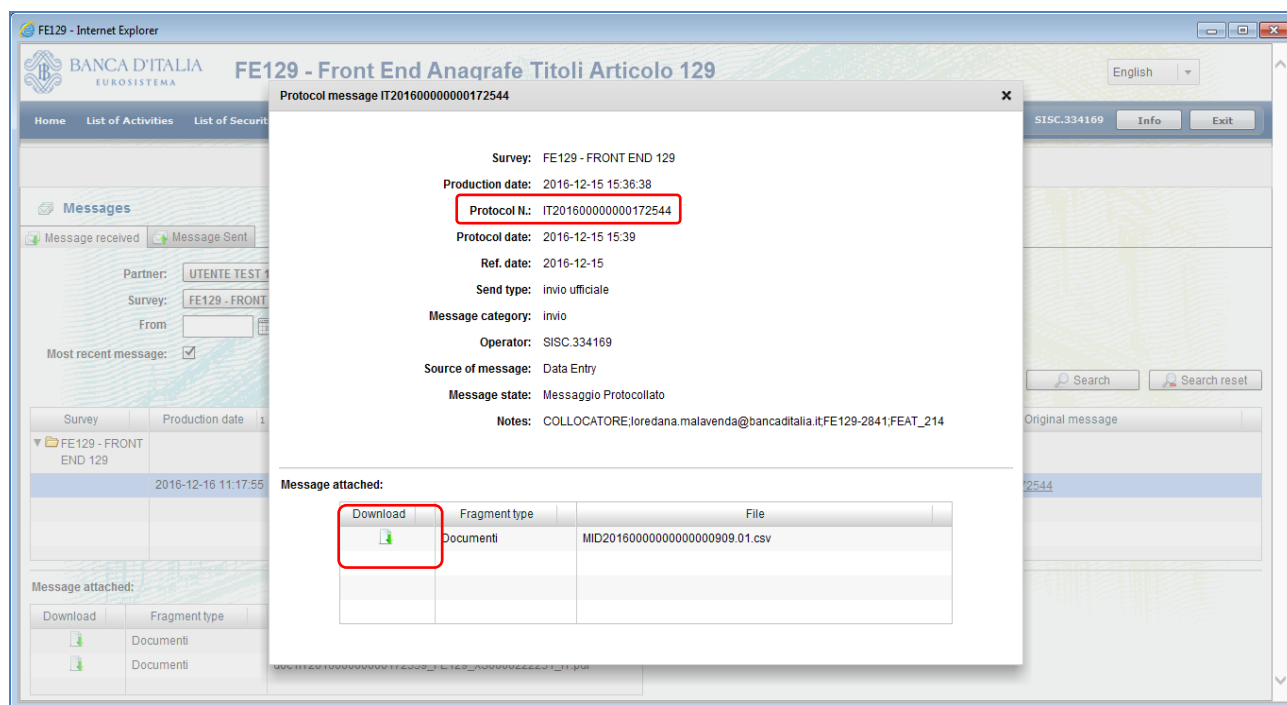 FE129 - Internet Explorer
BANCA D'ITALIA
EUROSISTEMA
FE129 - Front End Anagrafe Titoli Articolo 129
English
Home List of Activities List of Securit
SISC.334169 Info Exit
Protocol message IT201600000000172544
Survey: FE129 - FRONT END 129
Production date: 2016-12-15 15:36:38
Protocol N.: IT201600000000172544
Protocol date: 2016-12-15 15:39
Ref. date: 2016-12-15
Send type: invio ufficiale
Message category: invio
Operator: SISC.334169
Source of message: Data Entry
Message state: Messaggio Protocollato
Notes: COLLOCATORE;loredana.malavenda@bancaditalia.it;FE129-2841;FEAT_214
Message attached:
Download Fragment type File
Documenti MID20160000000000000909.01.csv
Messages
Message received Message Sent
Partner: UTENTE TEST 1
Survey: FE129 - FRONT
From
Most recent message:
Search Search reset
Survey Production date 1 Original message
FE129 - FRONT
END 129
2016-12-16 11:17:55 72544
Message attached:
Download Fragment type
Documenti
Documenti